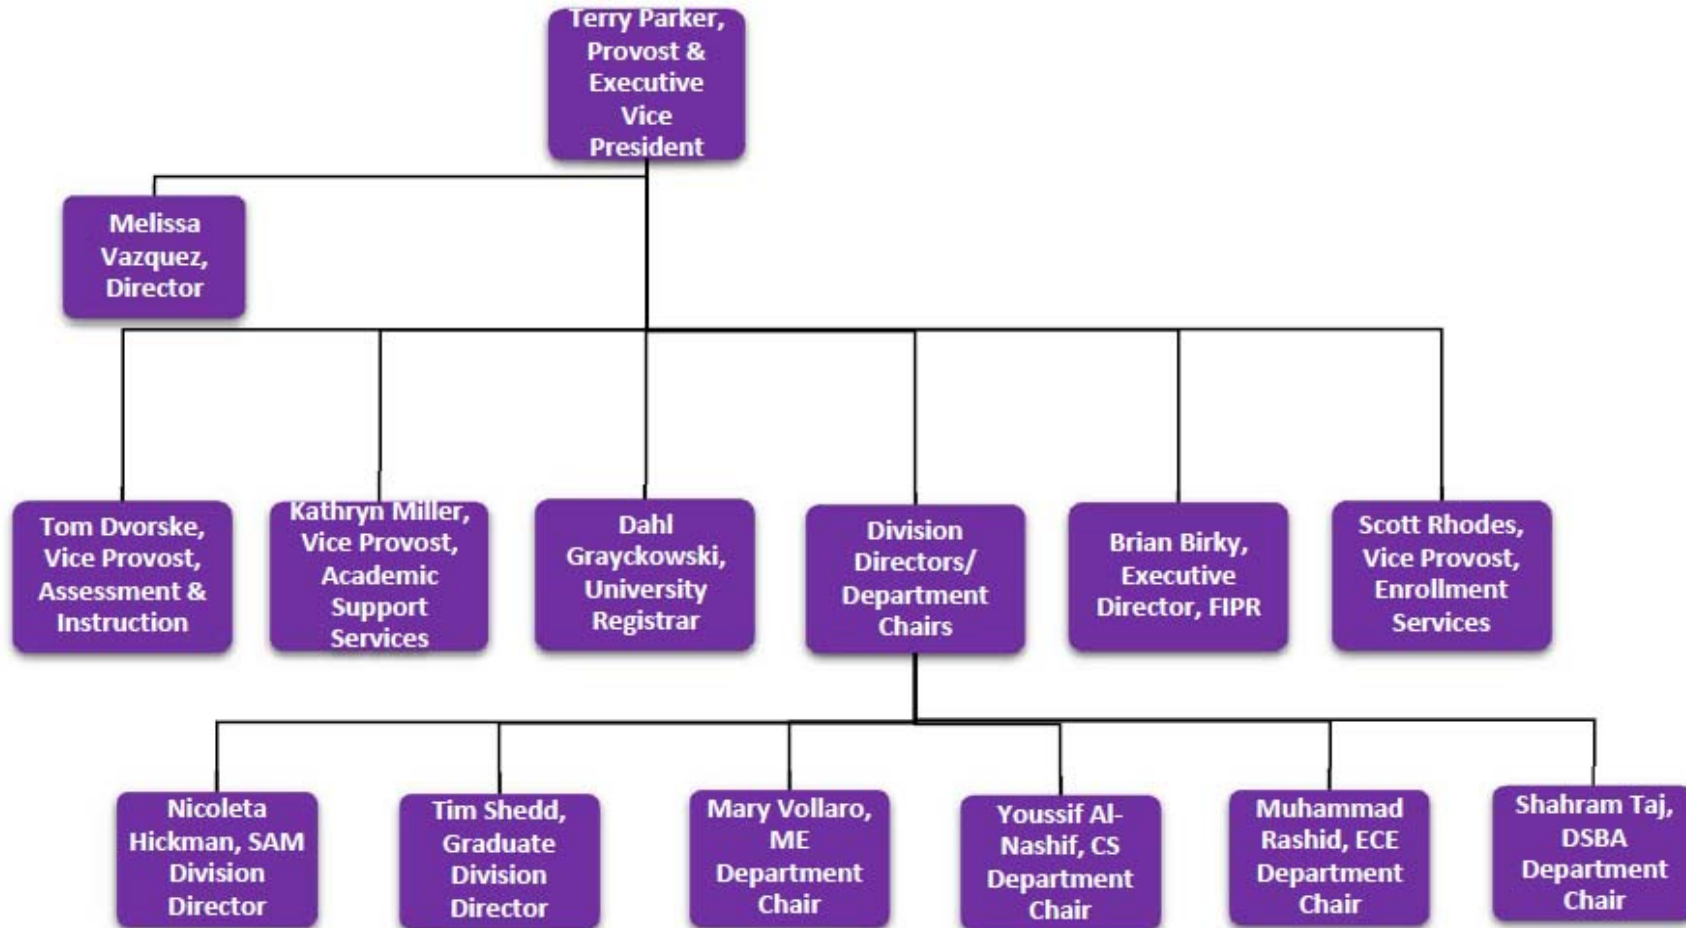 Terry Parker,
Provost &
Executive
Vice
President
Melissa
Vazquez,
Director
Tom Dvorske,
Vice Provost,
Assessment &
Instruction
Kathryn Miller,
Vice Provost,
Academic
Support
Services
Dahl
Grayckowski,
University
Registrar
Division
Directors/
Department
Chairs
Brian Birky,
Executive
Director, FIPR
Scott Rhodes,
Vice Provost,
Enrollment
Services
Nicoleta
Hickman, SAM
Division
Director
Tim Shedd,
Graduate
Division
Director
Mary Vollaro,
ME
Department
Chair
Youssif Al-
Nashif, CS
Department
Chair
Muhammad
Rashid, ECE
Department
Chair
Shahram Taj,
DSBA
Department
Chair